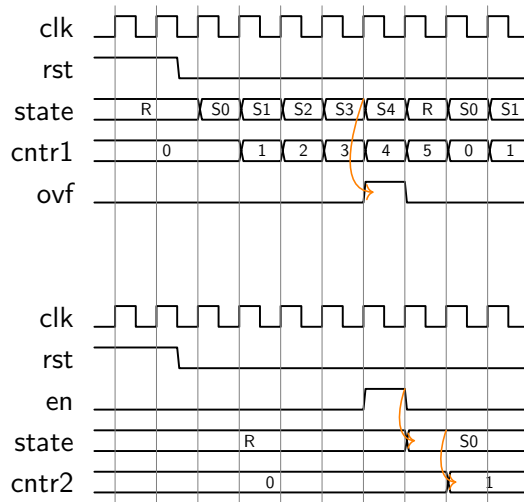 clk
rst
state R S0 S1 S2 S3 S4 R S0 S1
cntr1 0 1 2 3 4 5 0 1
ovf
clk
rst
en
state R S0
cntr2 0 1